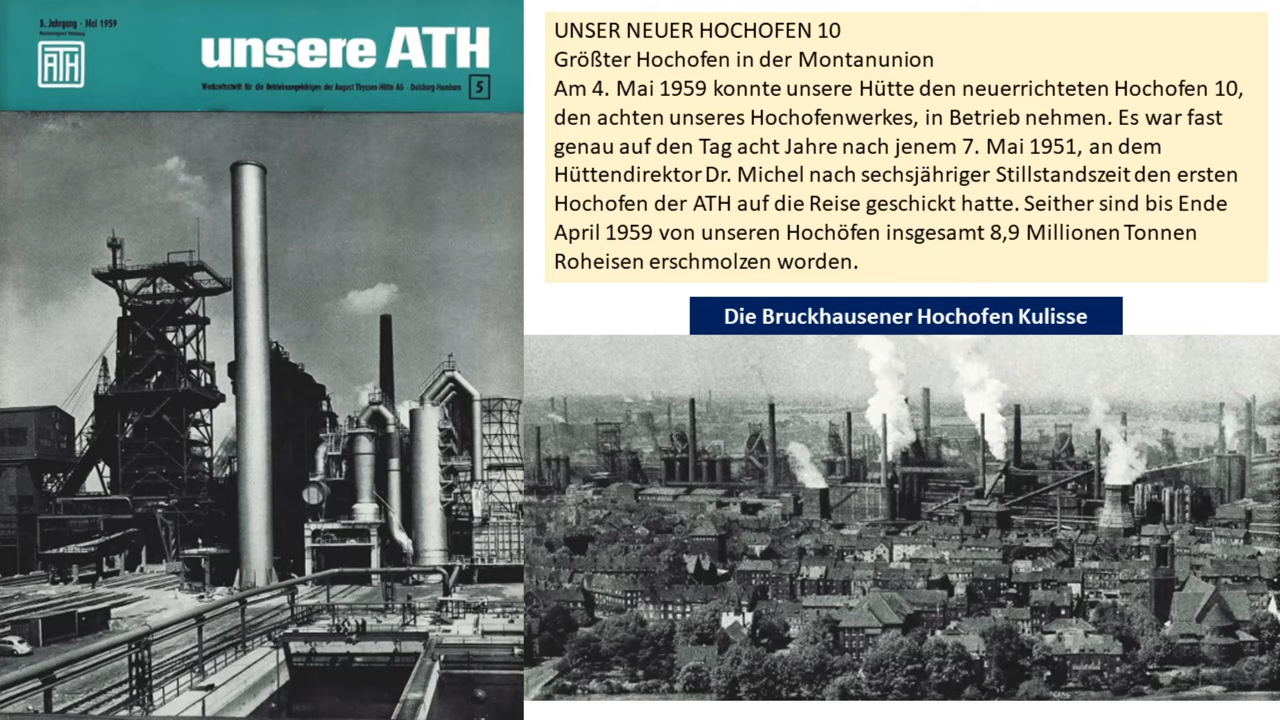 5. Jahrgang · Mai 1959
ATH
unsere ATH
Werkzeitschrift für die Betriebsangehörigen der August Thyssen-Hütte AG · Duisburg-Hamborn
5
UNSER NEUER HOCHOFEN 10
Größter Hochofen in der Montanunion
Am 4. Mai 1959 konnte unsere Hütte den neuerrichteten Hochofen 10,
den achten unseres Hochofenwerkes, in Betrieb nehmen. Es war fast
genau auf den Tag acht Jahre nach jenem 7. Mai 1951, an dem
Hüttendirektor Dr. Michel nach sechsjähriger Stillstandszeit den ersten
Hochofen der ATH auf die Reise geschickt hatte. Seither sind bis Ende
April 1959 von unseren Hochöfen insgesamt 8,9 Millionen Tonnen
Roheisen erschmolzen worden.
Die Bruckhausener Hochofen Kulisse